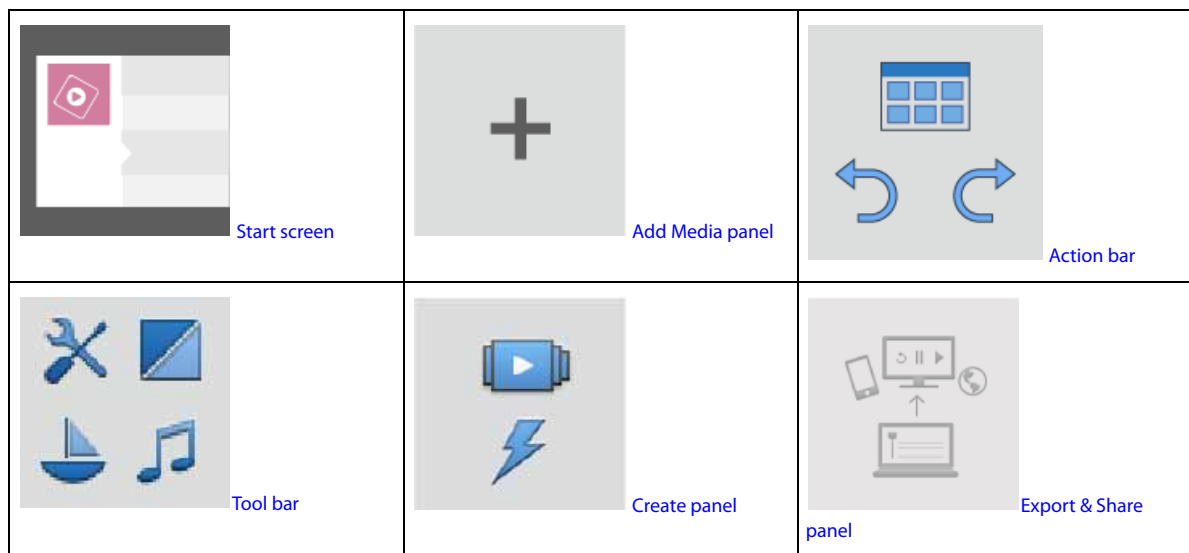 Start screen
Add Media panel
Action bar
Tool bar
Create panel
Export & Share
panel